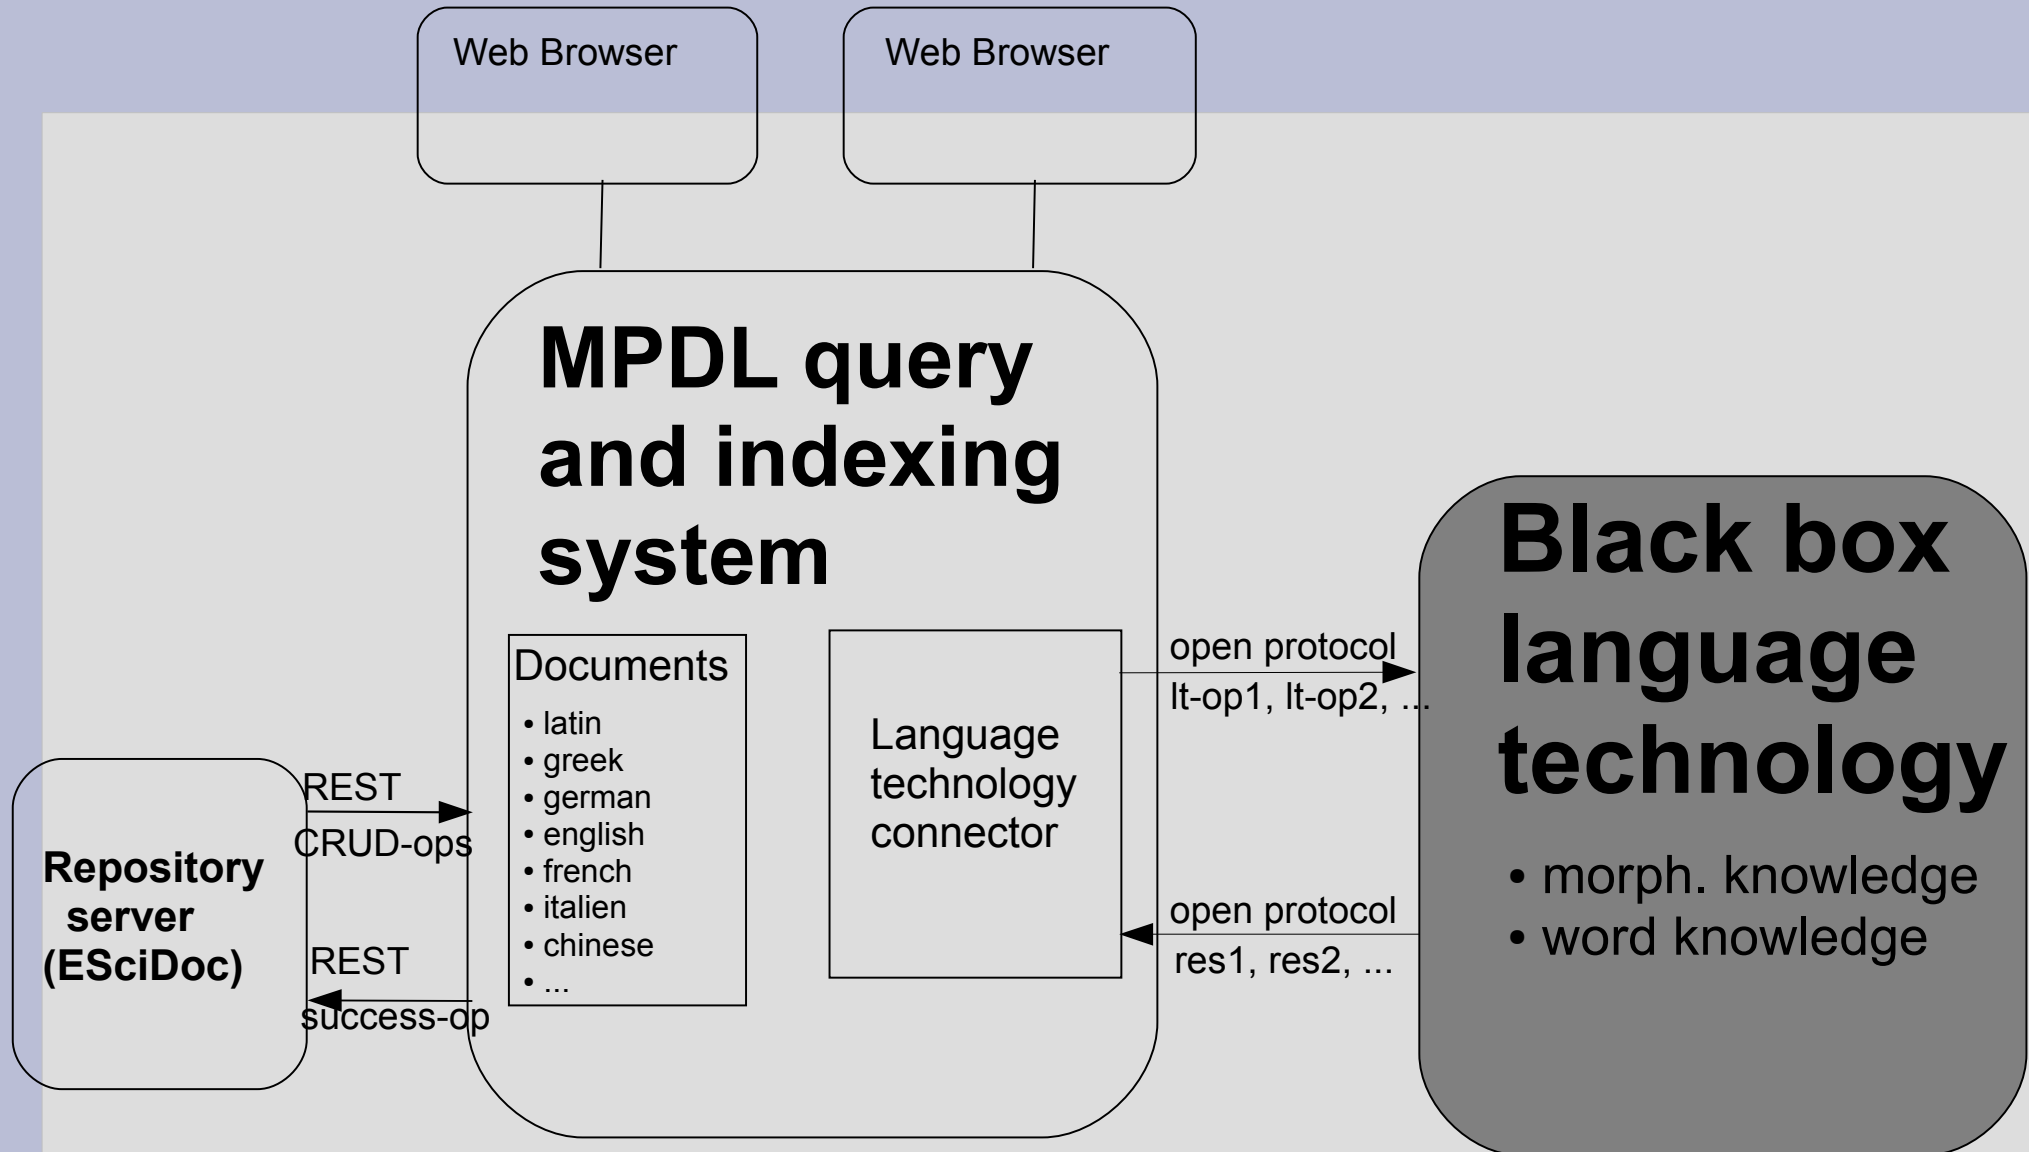 Web Browser
Web Browser
MPDL query
and indexing
system
Documents
• latin
• greek
• german
• english
• french
• italien
• chinese
• ...
Language
technology
connector
REST
CRUD-ops
REST
success-op
Repository
server
(ESciDoc)
open protocol
lt-op1, lt-op2, ...
open protocol
res1, res2, ...
Black box
language
technology
• morph. knowledge
• word knowledge